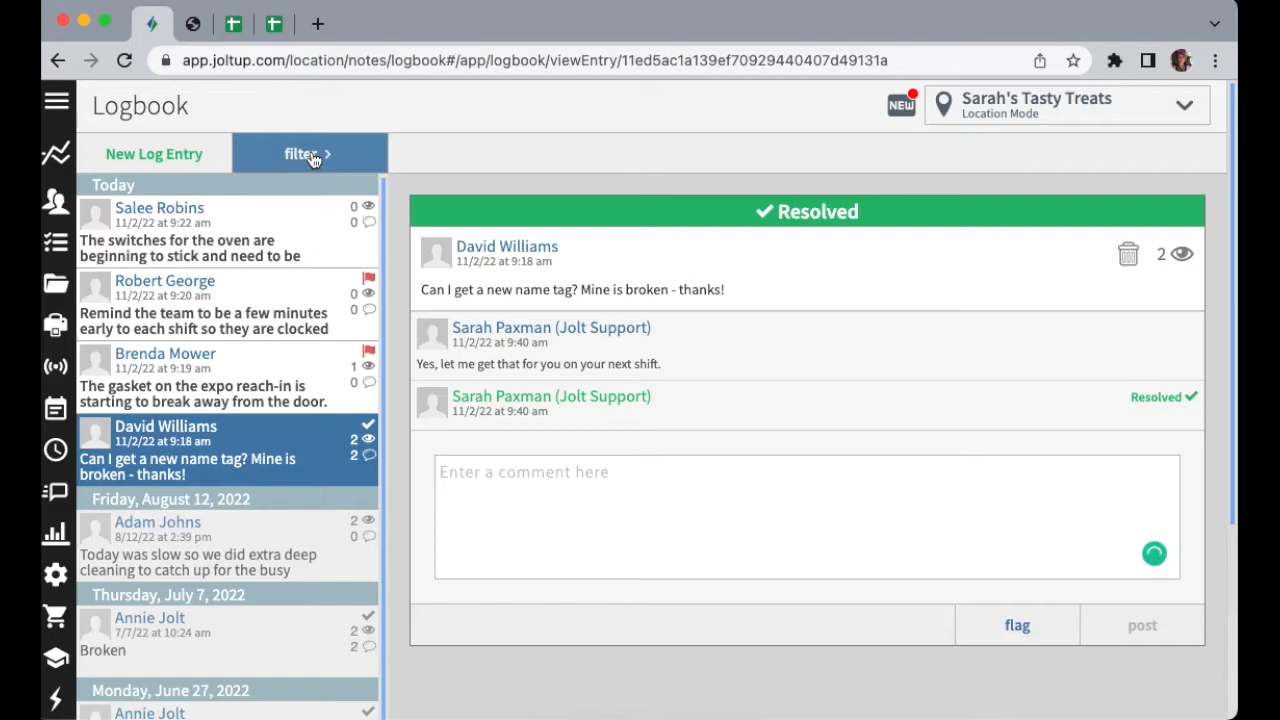 app.joltup.com/location/notes/logbook#/app/logbook/viewEntry/11ed5ac1a139ef70929440407d49131a
Logbook
NEW
Sarah's Tasty Treats
Location Mode
New Log Entry
filter >
Today
Salee Robins
11/2/22 at 9:22 am
0
0
The switches for the oven are
beginning to stick and need to be
Robert George
11/2/22 at 9:20 am
0
0
Remind the team to be a few minutes
early to each shift so they are clocked
Brenda Mower
11/2/22 at 9:19 am
1
0
The gasket on the expo reach-in is
starting to break away from the door.
David Williams
11/2/22 at 9:18 am
2
2
Can I get a new name tag? Mine is
broken - thanks!
Friday, August 12, 2022
Adam Johns
8/12/22 at 2:39 pm
2
0
Today was slow so we did extra deep
cleaning to catch up for the busy
Thursday, July 7, 2022
Annie Jolt
7/7/22 at 10:24 am
2
2
Broken
Monday, June 27, 2022
Annie Jolt
Resolved
David Williams
11/2/22 at 9:18 am
2
Can I get a new name tag? Mine is broken - thanks!
Sarah Paxman (Jolt Support)
11/2/22 at 9:40 am
Yes, let me get that for you on your next shift.
Sarah Paxman (Jolt Support)
11/2/22 at 9:40 am
Resolved
Enter a comment here
flag
post